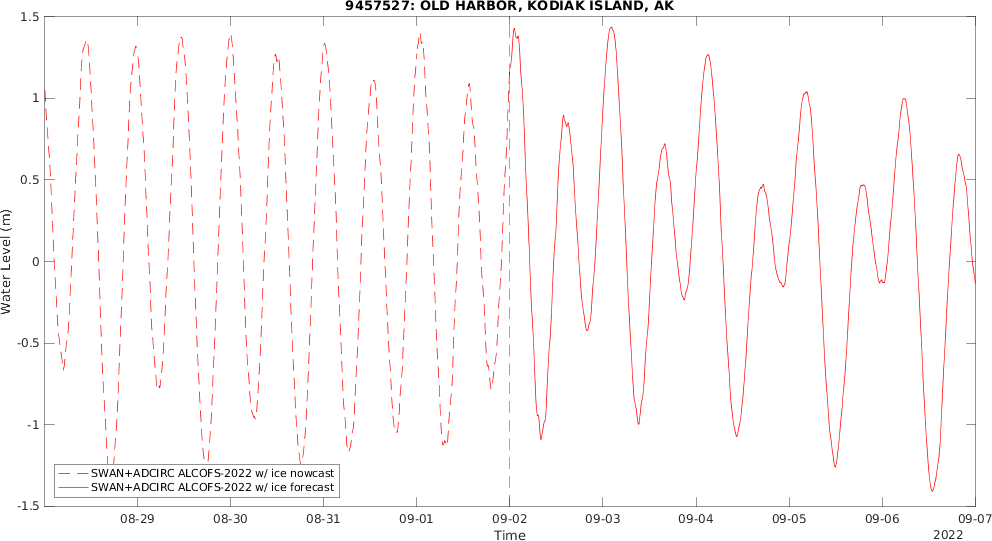 9457527: OLD HARBOR, KODIAK ISLAND, AK
1.5
1
0.5
0
-0.5
-1
-1.5
Water Level (m)
SWAN+ADCIRC ALCOFS-2022 w/ ice nowcast
SWAN+ADCIRC ALCOFS-2022 w/ ice forecast
08-29 08-30 08-31 09-01 09-02 09-03 09-04 09-05 09-06 09-07
Time
2022